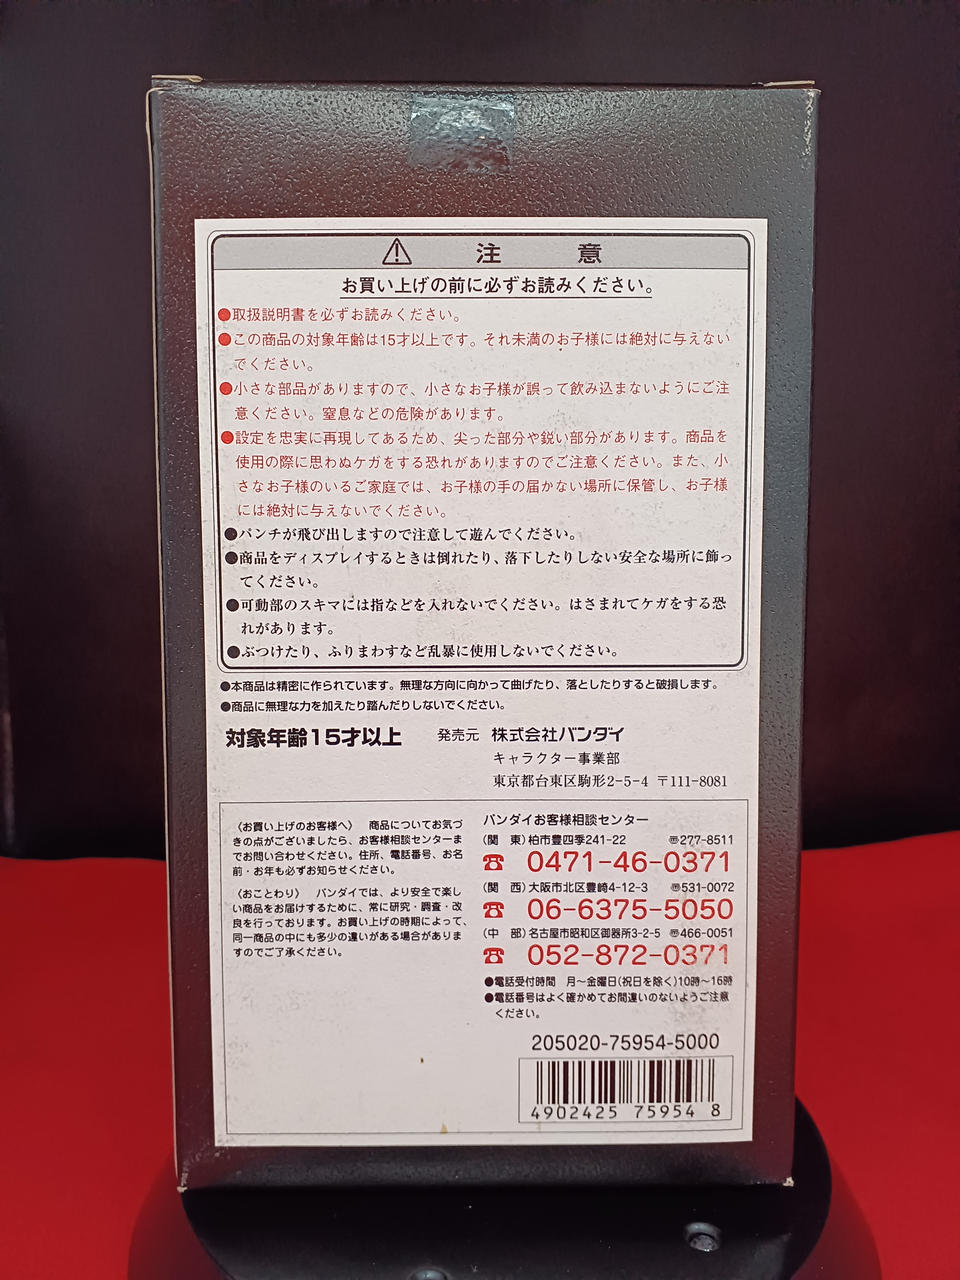 ⚠ 注意
お買い上げの前に必ずお読みください。
●取扱説明書を必ずお読みください。
●この商品の対象年齢は15才以上です。それ未満のお子様には絶対に与えない
でください。
●小さな部品がありますので、小さなお子様が誤って飲み込まないようにご注
意ください。窒息などの危険があります。
●設定を忠実に再現してあるため、尖った部分や鋭い部分があります。商品を
使用の際に思わぬケガをする恐れがありますのでご注意ください。また、小
さなお子様のいるご家庭では、お子様の手の届かない場所に保管し、お子様
には絶対に与えないでください。
●パンチが飛び出しますので注意して遊んでください。
●商品をディスプレイするときは倒れたり、落下したりしない安全な場所に飾っ
てください。
●可動部のスキマには指などを入れないでください。はさまれてケガをする恐
れがあります。
●ぶつけたり、ふりまわすなど乱暴に使用しないでください。
●本商品は精密に作られています。無理な方向に向かって曲げたり、落としたりすると破損します。
●商品に無理な力を加えたり踏んだりしないでください。
対象年齢15才以上
発売元 株式会社バンダイ
キャラクター事業部
東京都台東区駒形2-5-4 〒111-8081
〈お買い上げのお客様へ〉 商品についてお気づ
きの点がございましたら、お客様相談センターま
でお問い合わせください。住所、電話番号、お名
前・お年も必ずお知らせください。
〈おことわり〉 バンダイでは、より安全で楽し
い商品をお届けするために、常に研究・調査・改
良を行っております。お買い上げの時期によって、
同一商品の中にも多少の違いがある場合がありま
すのでご了承ください。
バンダイお客様相談センター
(関 東)柏市豊四季241-22 〠277-8511
☎ 0471-46-0371
(関 西)大阪市北区豊崎4-12-3 〠531-0072
☎ 06-6375-5050
(中 部)名古屋市昭和区御器所3-2-5 〠466-0051
☎ 052-872-0371
●電話受付時間 月〜金曜日(祝日を除く)10時〜16時
●電話番号はよく確かめてお間違いのないようご注意
ください。
205020-75954-5000
4902425 75954 8